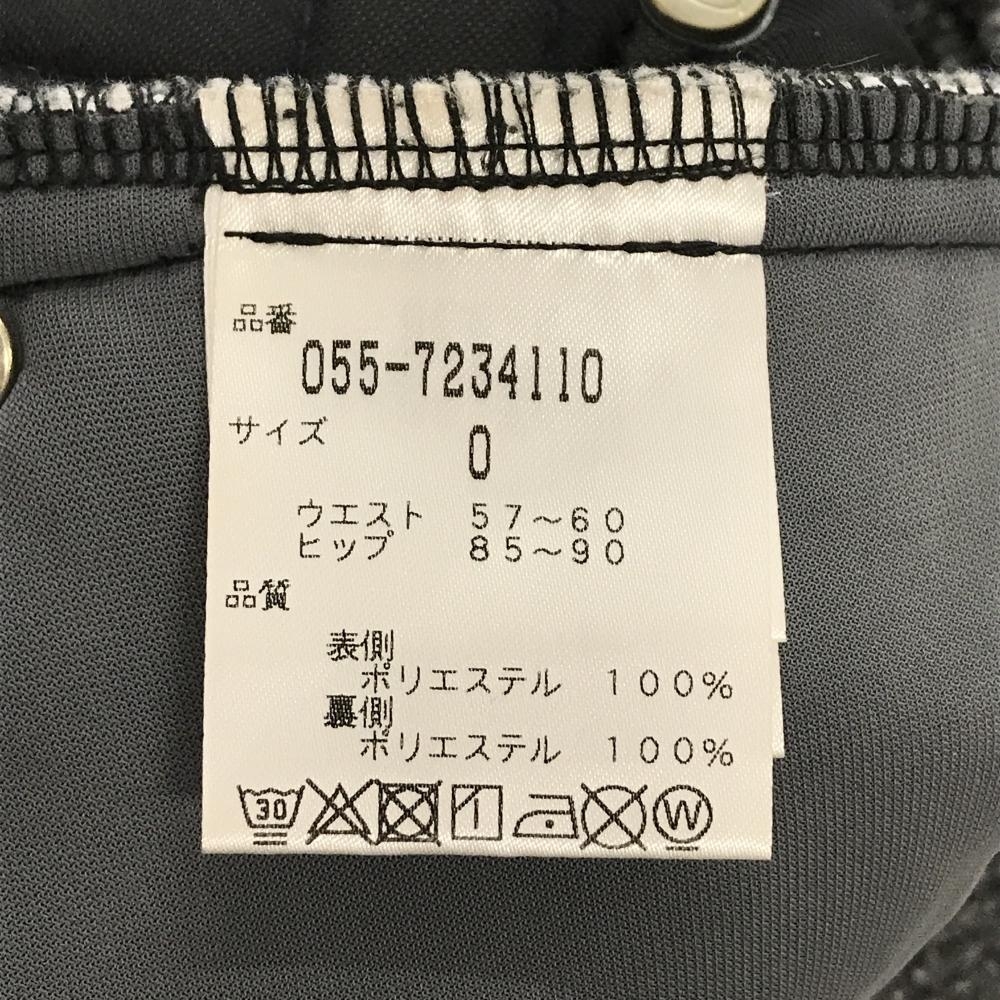 品番
055-7234110
サイズ 0
ウエスト 57～60
ヒップ 85～90
品質
表側
ポリエステル 100%
裏側
ポリエステル 100%
30 W